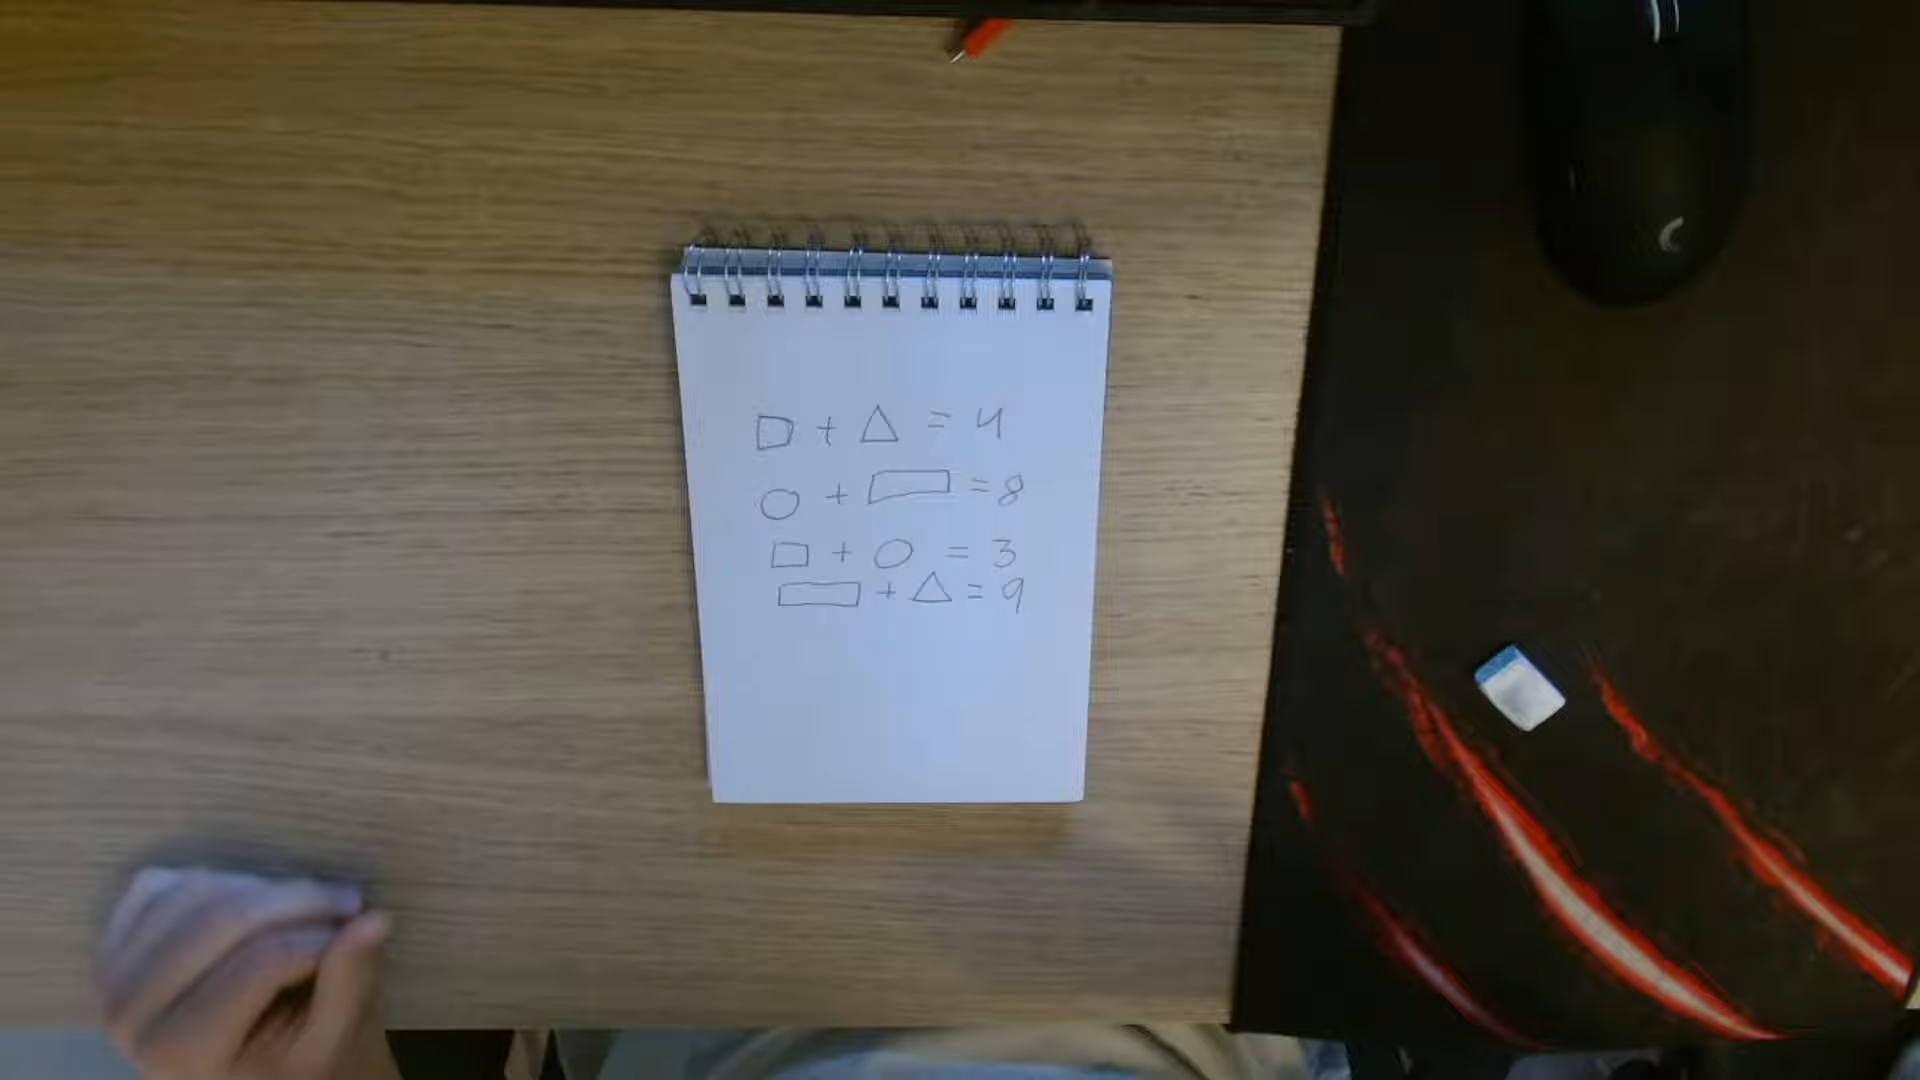 □ + △ = 4
○ + ▭ = 8
□ + ○ = 3
▭ + △ = 9